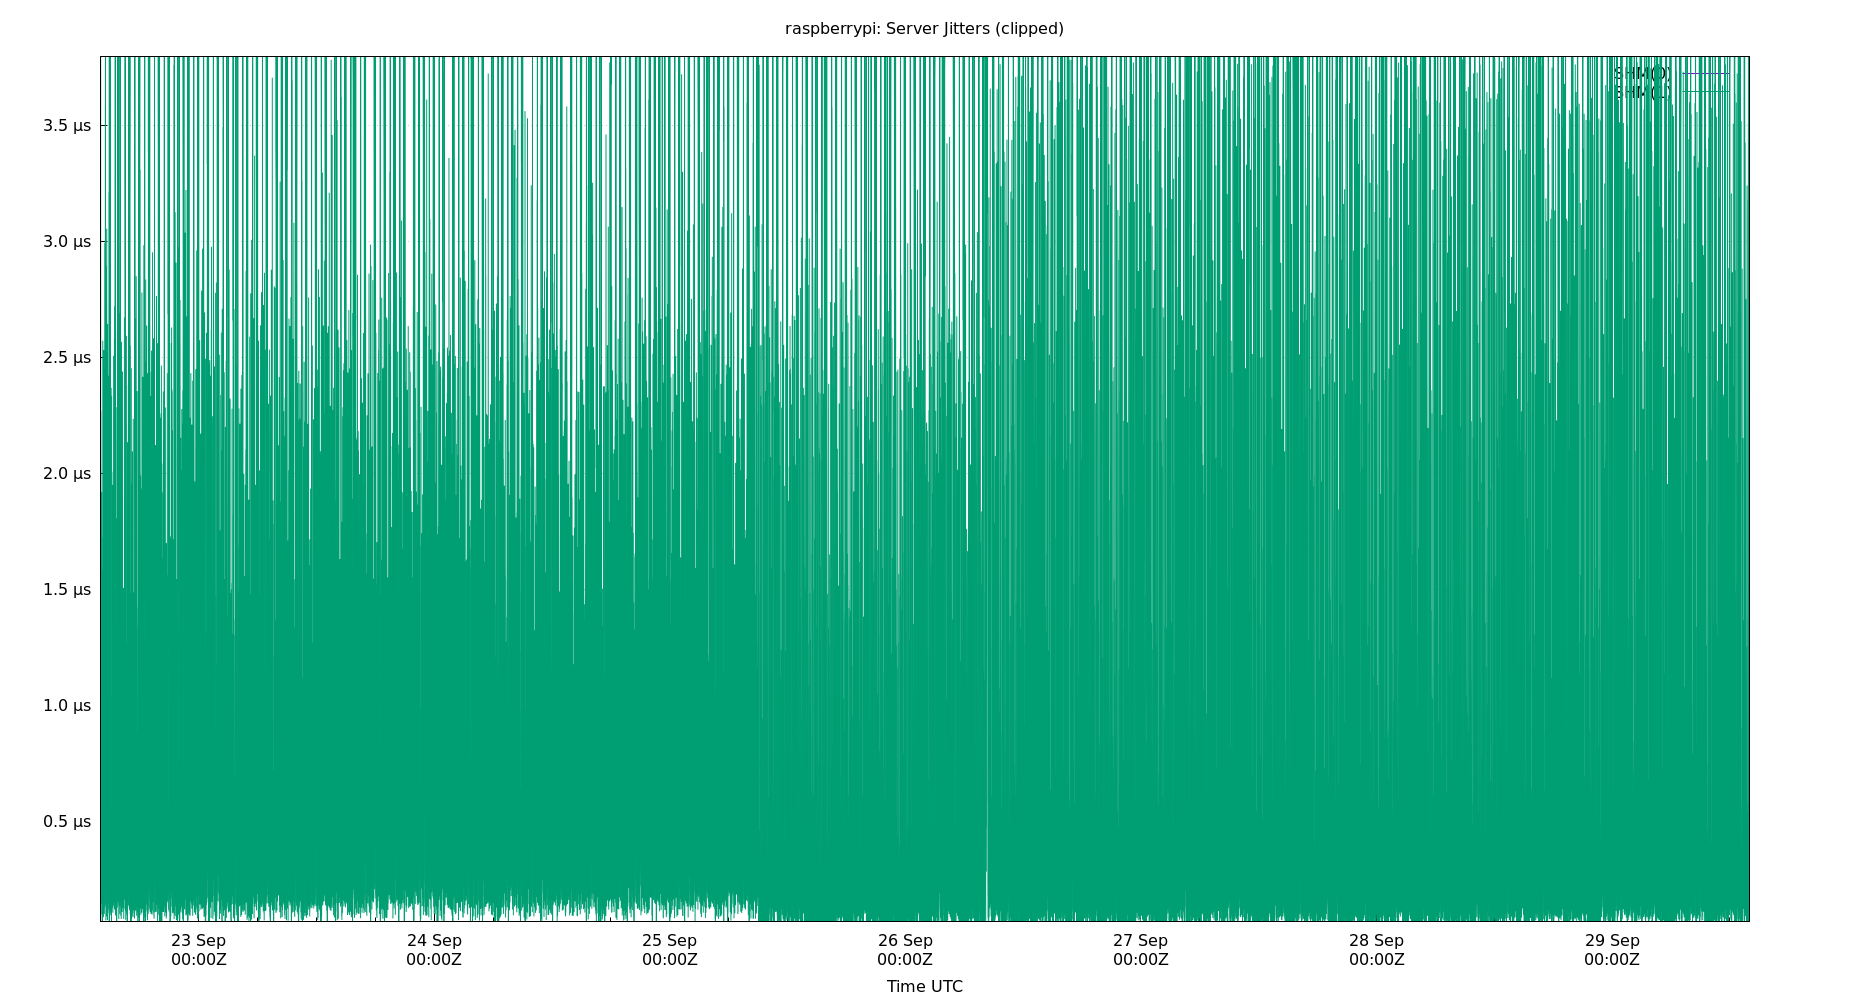 raspberrypi: Server Jitters (clipped)
SHM(0)
3.5 µs
3.0 µs
2.5 µs
2.0 µs
1.5 µs
1.0 µs
0.5 µs
23 Sep 24 Sep 25 Sep 26 Sep 27 Sep 28 Sep 29 Sep
00:00Z 00:00Z 00:00Z 00:00Z 00:00Z 00:00Z 00:00Z
Time UTC